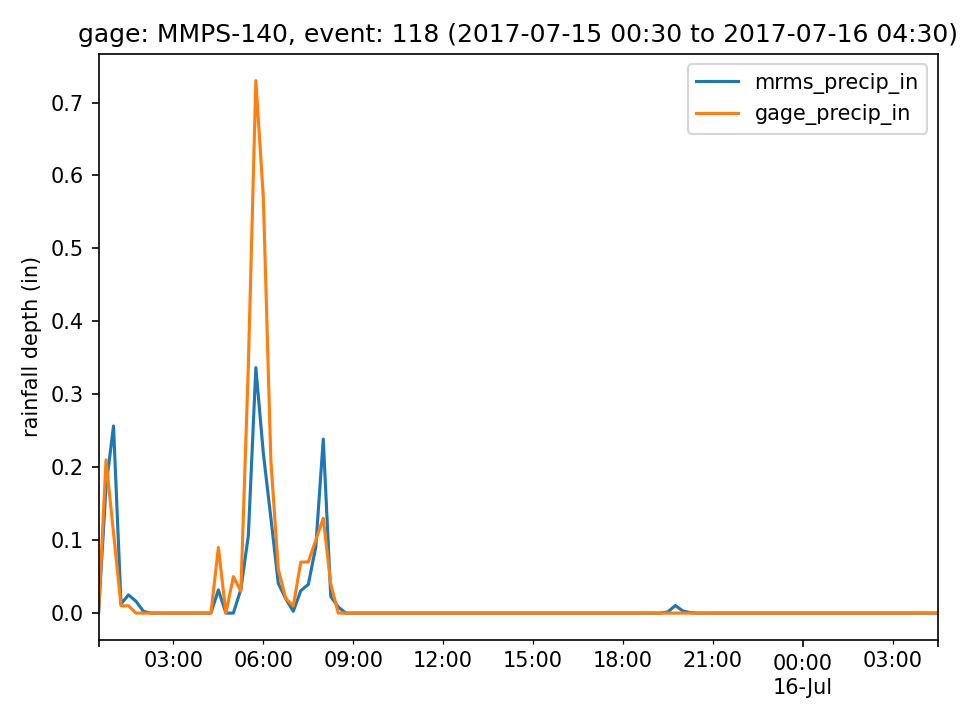 gage: MMPS-140, event: 118 (2017-07-15 00:30 to 2017-07-16 04:30)
mrms_precip_in
gage_precip_in
rainfall depth (in)
0.7
0.6
0.5
0.4
0.3
0.2
0.1
0.0
03:00 06:00 09:00 12:00 15:00 18:00 21:00 00:00 03:00
16-Jul